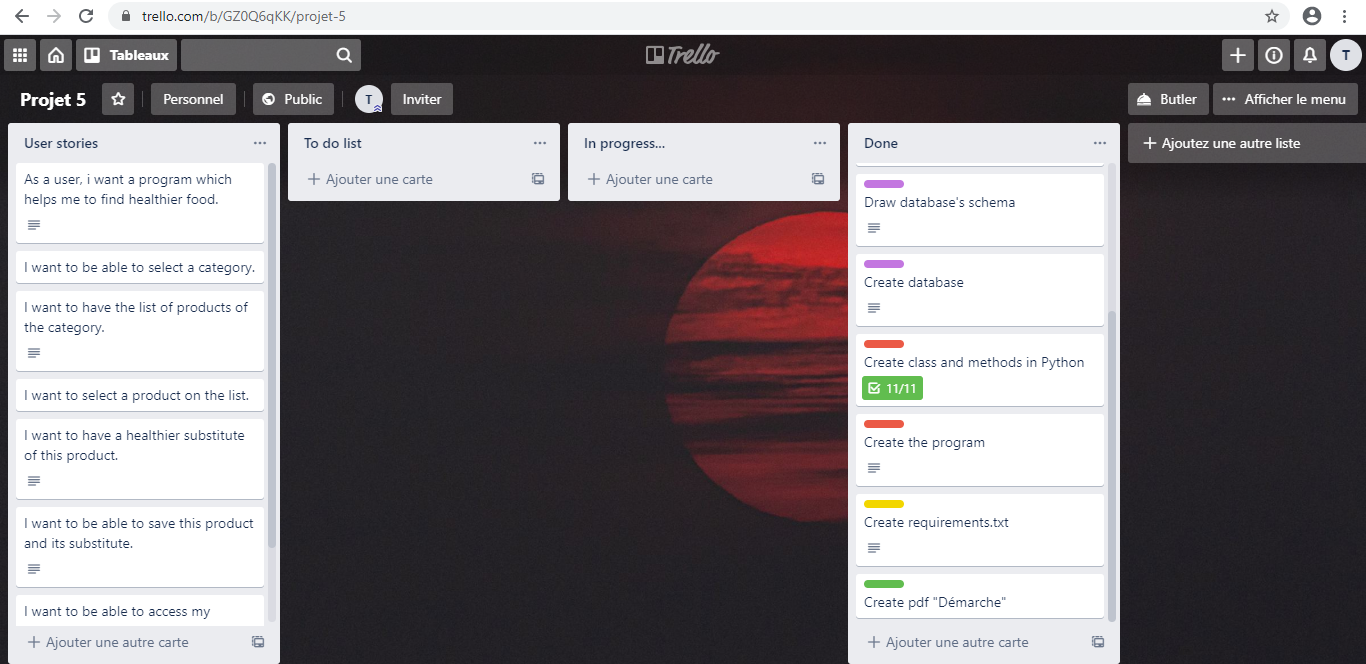 trello.com/b/GZ0Q6qKK/projet-5
Tableaux
Trello
T
Projet 5
Personnel
Public
T
Inviter
Butler
Afficher le menu
User stories
As a user, i want a program which
helps me to find healthier food.
I want to be able to select a category.
I want to have the list of products of
the category.
I want to select a product on the list.
I want to have a healthier substitute
of this product.
I want to be able to save this product
and its substitute.
I want to be able to access my
Ajouter une autre carte
To do list
Ajouter une carte
In progress...
Ajouter une carte
Done
Draw database's schema
Create database
Create class and methods in Python
11/11
Create the program
Create requirements.txt
Create pdf "Démarche"
Ajouter une autre carte
Ajoutez une autre liste